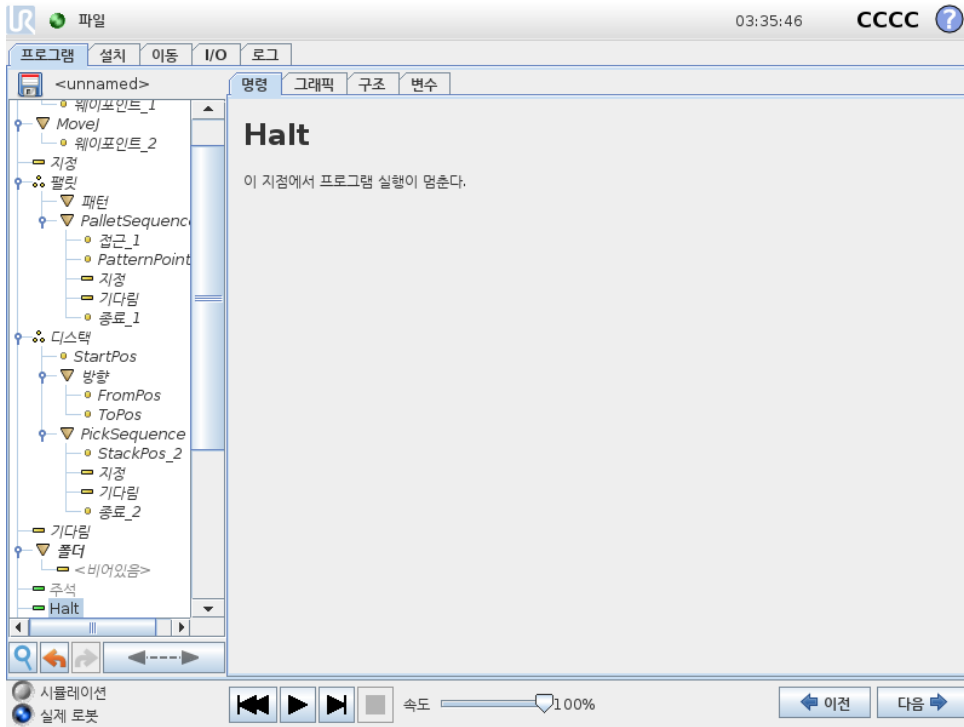 UR 파일 03:35:46 CCCC ?
프로그램 설치 이동 I/O 로그
<unnamed> 명령 그래픽 구조 변수
웨이포인트_1
MoveJ
웨이포인트_2
지정
팰릿
패턴
PalletSequenc
접근_1
PatternPoint
지정
기다림
종료_1
디스택
StartPos
방향
FromPos
ToPos
PickSequence
StackPos_2
지정
기다림
종료_2
기다림
폴더
<비어있음>
주석
Halt
Halt
이 지점에서 프로그램 실행이 멈춘다.
시뮬레이션
실제 로봇
속도 100% 이전 다음